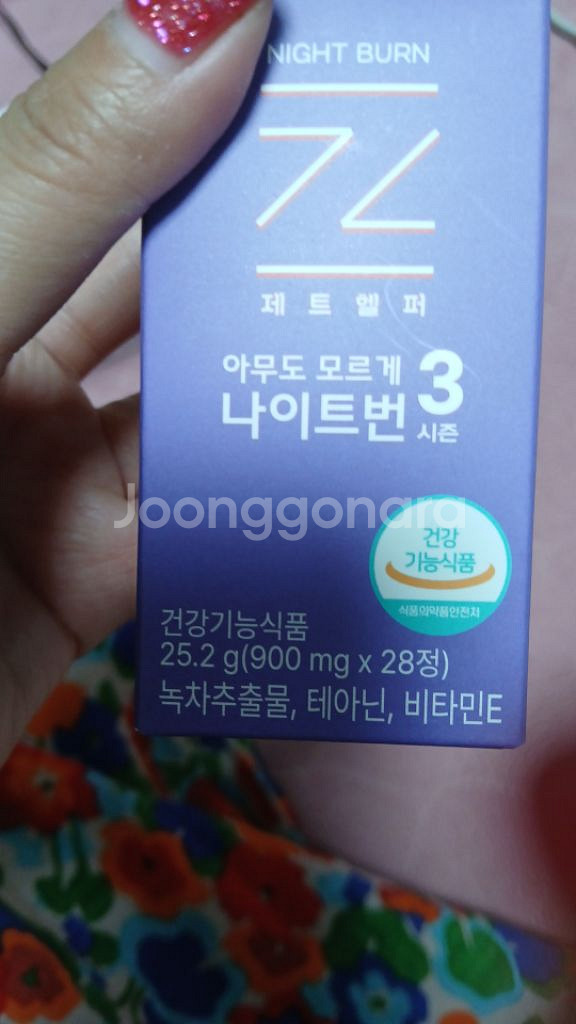 NIGHT BURN
제트헬퍼
아무도 모르게
나이트번 3
시즌
Joonggonara
건강
기능식품
식품의약품안전처
건강기능식품
25.2 g(900 mg x 28정)
녹차추출물, 테아닌, 비타민E